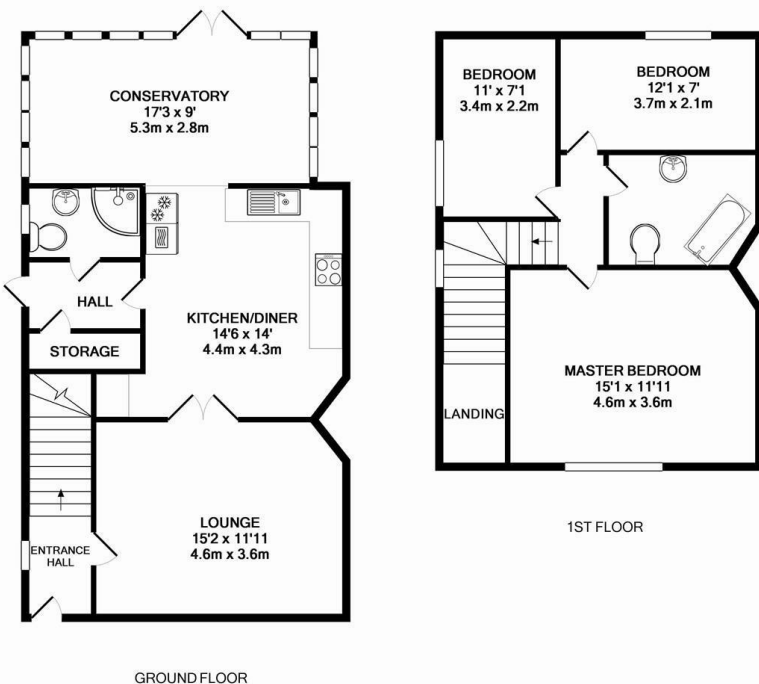 CONSERVATORY
17'3 x 9'
5.3m x 2.8m
HALL
STORAGE
KITCHEN/DINER
14'6 x 14'
4.4m x 4.3m
LOUNGE
15'2 x 11'11
4.6m x 3.6m
ENTRANCE
HALL
GROUND FLOOR
BEDROOM
11' x 7'1
3.4m x 2.2m
BEDROOM
12'1 x 7'
3.7m x 2.1m
MASTER BEDROOM
15'1 x 11'11
4.6m x 3.6m
LANDING
1ST FLOOR